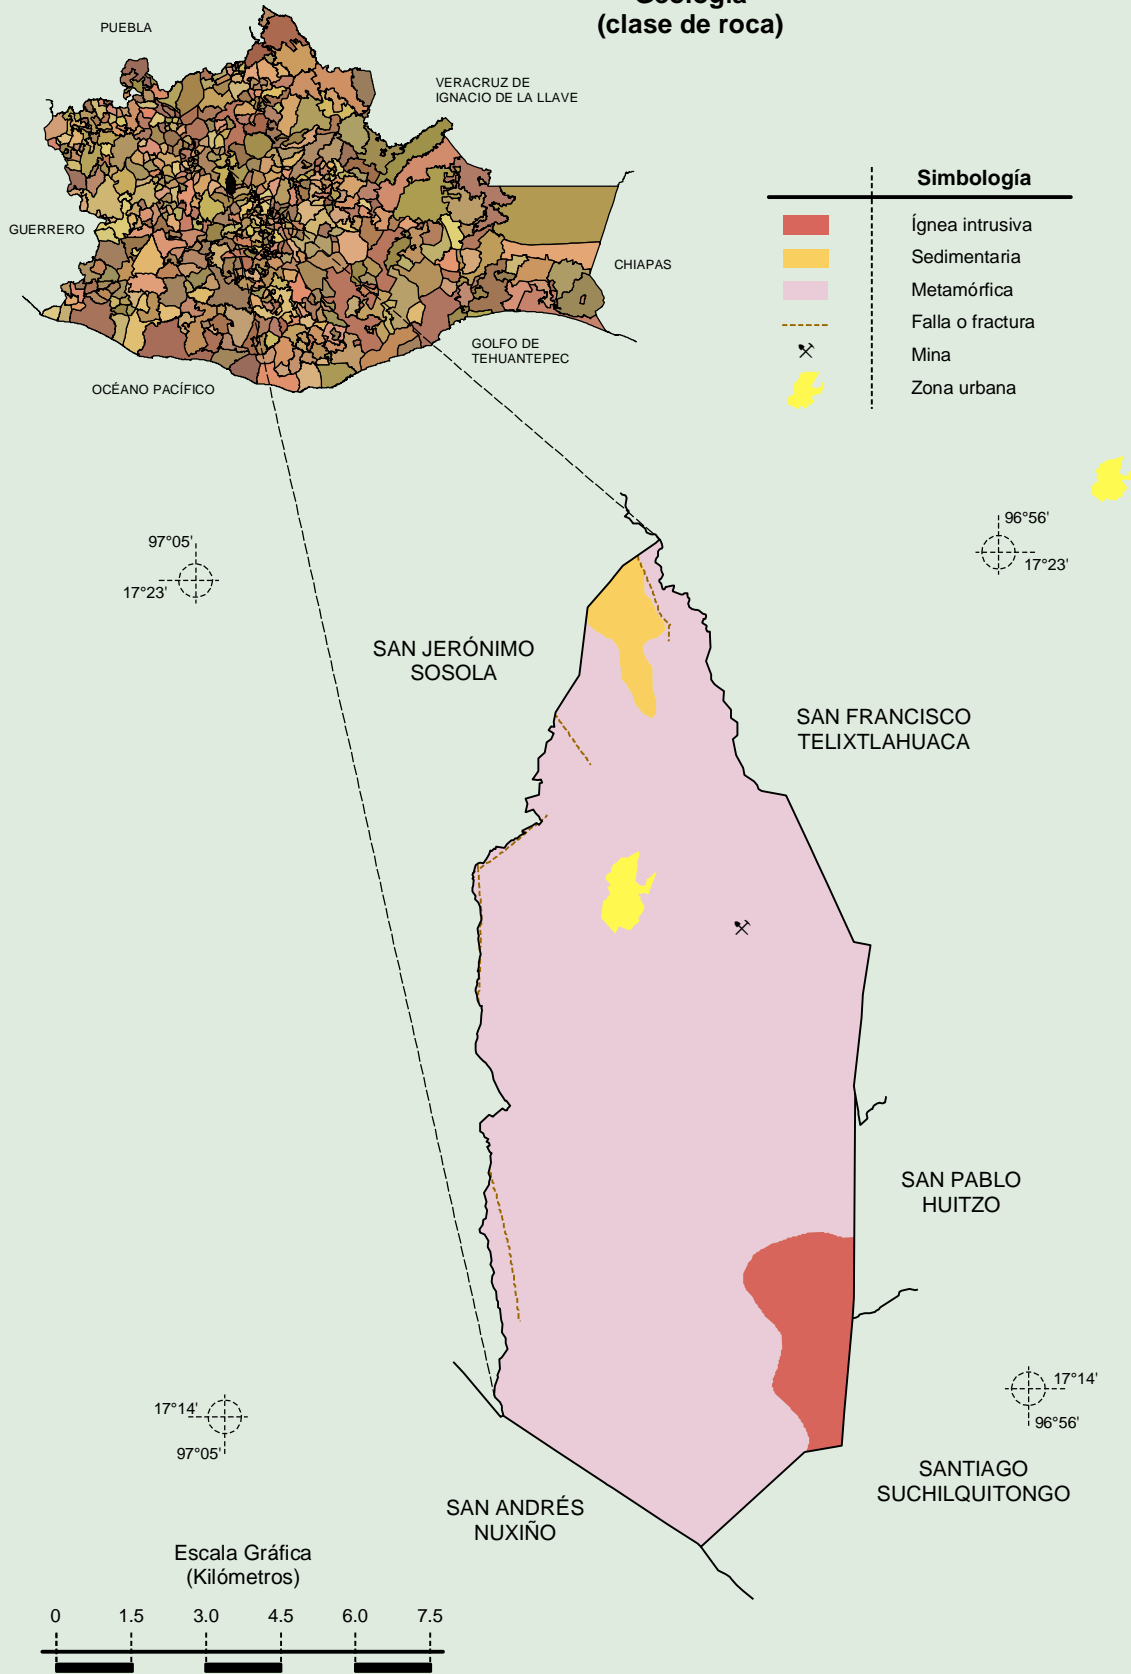 Geología
(clase de roca)
PUEBLA
VERACRUZ DE
IGNACIO DE LA LLAVE
GUERRERO
CHIAPAS
GOLFO DE
TEHUANTEPEC
OCÉANO PACÍFICO
Simbología
Ígnea intrusiva
Sedimentaria
Metamórfica
Falla o fractura
Mina
Zona urbana
97°05'
17°23'
96°56'
17°23'
SAN JERÓNIMO
SOSOLA
SAN FRANCISCO
TELIXTLAHUACA
SAN PABLO
HUITZO
17°14'
97°05'
17°14'
96°56'
SANTIAGO
SUCHILQUITONGO
SAN ANDRÉS
NUXIÑO
Escala Gráfica
(Kilómetros)
0 1.5 3.0 4.5 6.0 7.5